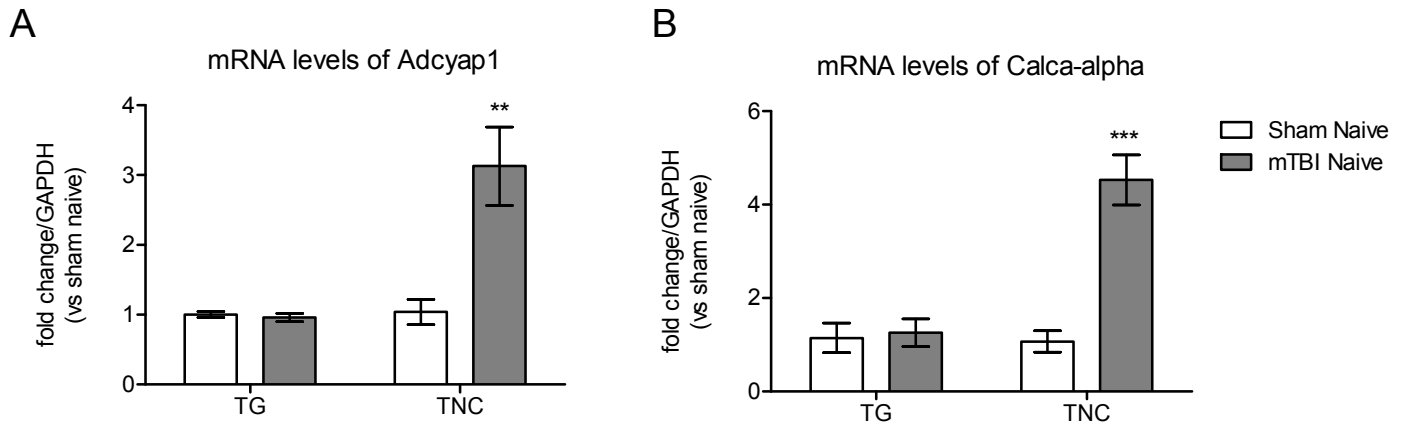 A
mRNA levels of Adcyap1
fold change/GAPDH
(vs sham naive)
4
3
2
1
0
**
TG
TNC
B
mRNA levels of Calca-alpha
fold change/GAPDH
(vs sham naive)
6
4
2
0
***
TG
TNC
Sham Naive
mTBI Naive